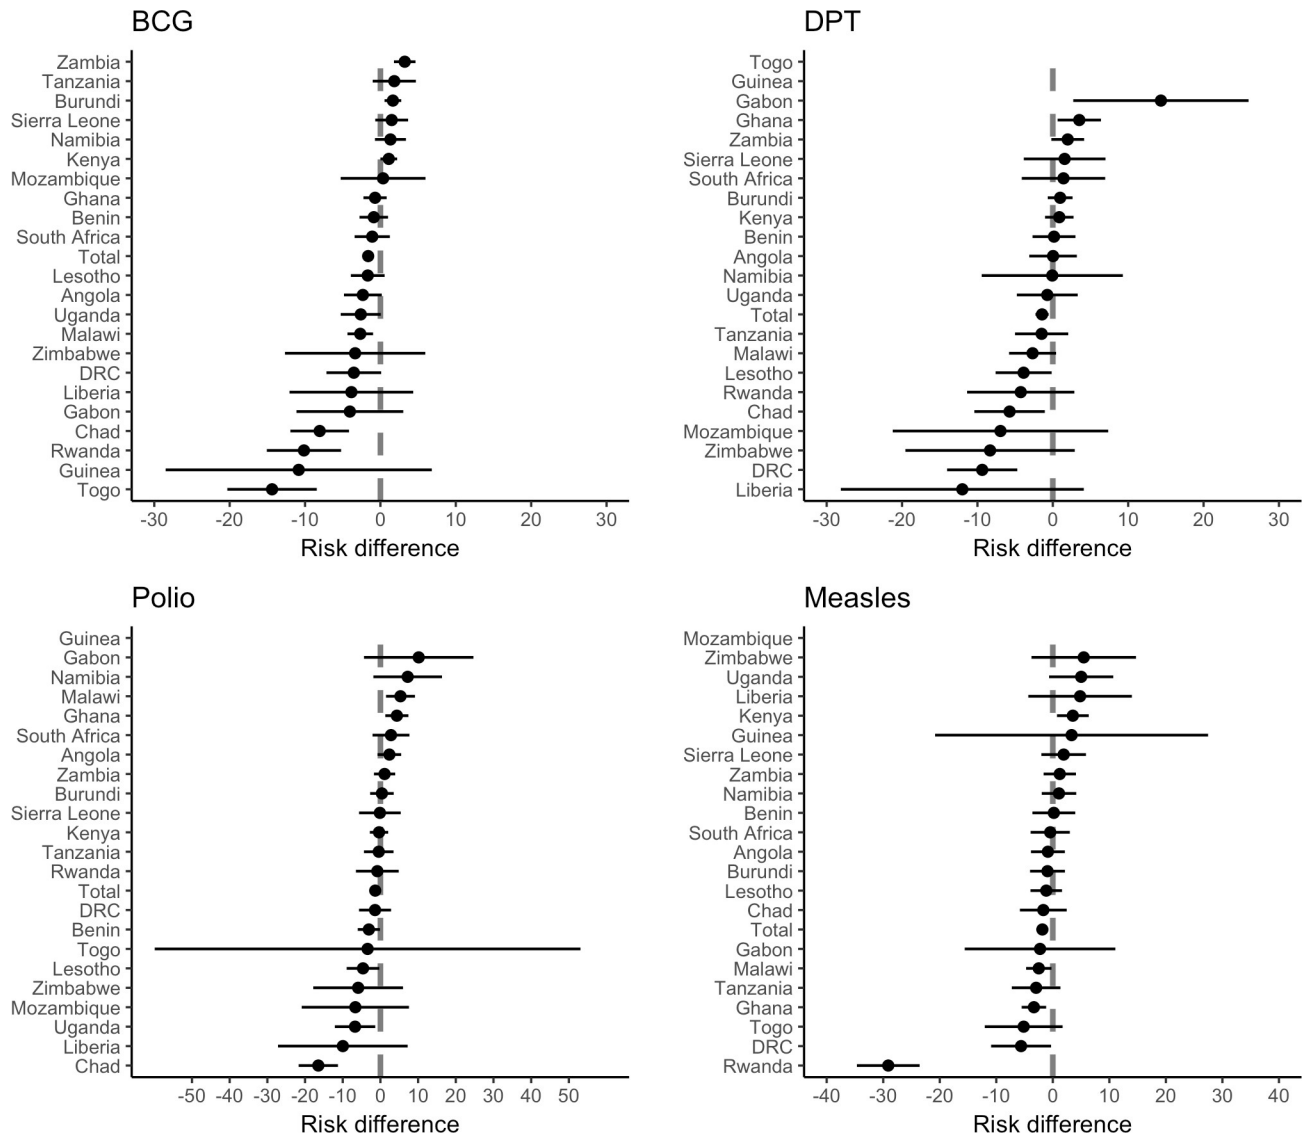 BCG
Zambia
Tanzania
Burundi
Sierra Leone
Namibia
Kenya
Mozambique
Ghana
Benin
South Africa
Total
Lesotho
Angola
Uganda
Malawi
Zimbabwe
DRC
Liberia
Gabon
Chad
Rwanda
Guinea
Togo
-30 -20 -10 0 10 20 30
Risk difference
DPT
Togo
Guinea
Gabon
Ghana
Zambia
Sierra Leone
South Africa
Burundi
Kenya
Benin
Angola
Namibia
Uganda
Total
Tanzania
Malawi
Lesotho
Rwanda
Chad
Mozambique
Zimbabwe
DRC
Liberia
-30 -20 -10 0 10 20 30
Risk difference
Polio
Guinea
Gabon
Namibia
Malawi
Ghana
South Africa
Angola
Zambia
Burundi
Sierra Leone
Kenya
Tanzania
Rwanda
Total
DRC
Benin
Togo
Lesotho
Zimbabwe
Mozambique
Uganda
Liberia
Chad
-50 -40 -30 -20 -10 0 10 20 30 50
Risk difference
Measles
Mozambique
Zimbabwe
Uganda
Liberia
Kenya
Guinea
Sierra Leone
Zambia
Namibia
Benin
South Africa
Angola
Burundi
Lesotho
Chad
Total
Gabon
Malawi
Tanzania
Ghana
Togo
DRC
Rwanda
-40 -30 -20 -10 0 10 20 30 40
Risk difference